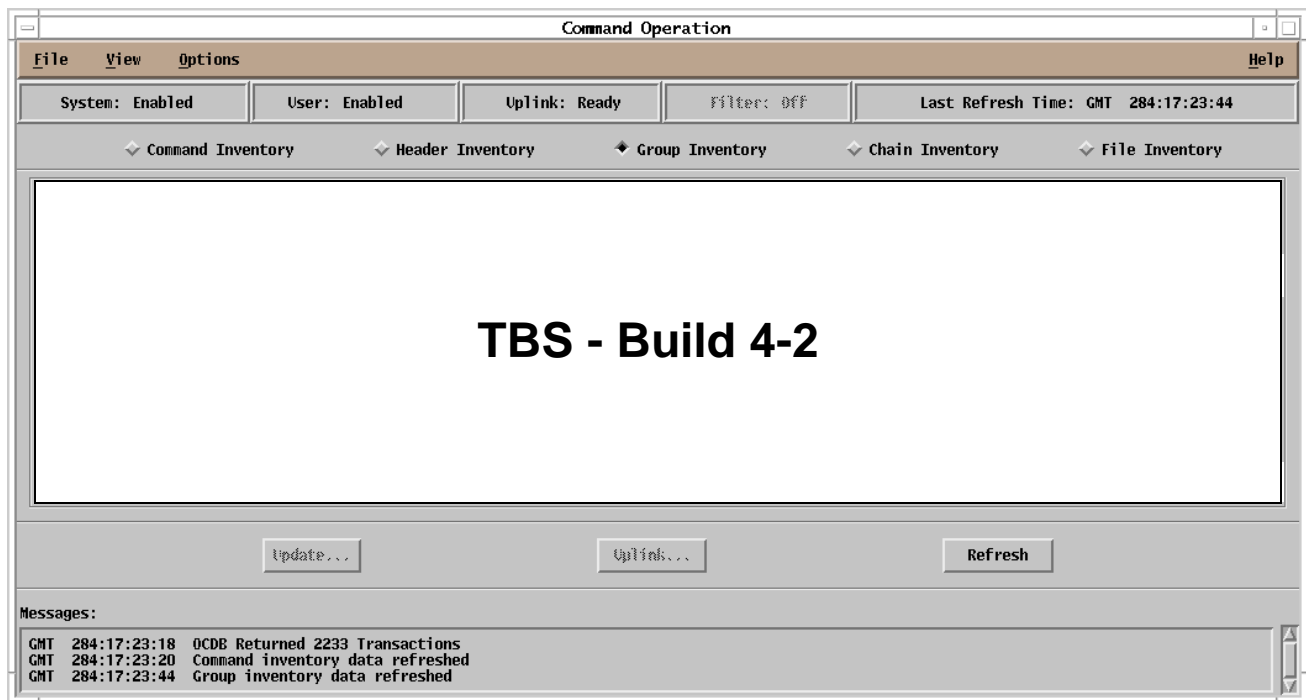 Command Operation
File View Options Help
System: Enabled User: Enabled Uplink: Ready Filter: Off Last Refresh Time: GMT 284:17:23:44
Command Inventory Header Inventory Group Inventory Chain Inventory File Inventory
TBS - Build 4-2
Update... Uplink... Refresh
Messages:
GMT 284:17:23:18 OCDB Returned 2233 Transactions
GMT 284:17:23:20 Command inventory data refreshed
GMT 284:17:23:44 Group inventory data refreshed